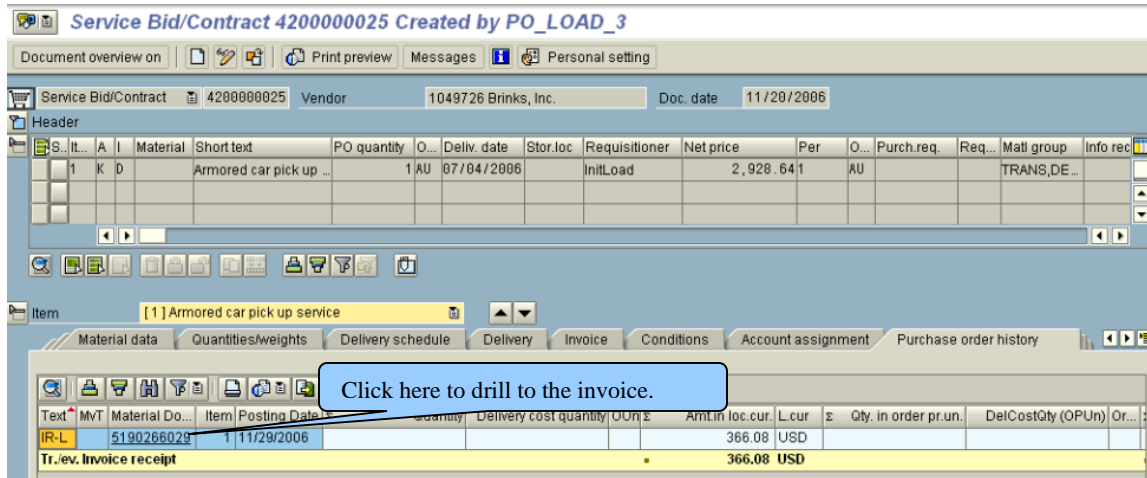 Service Bid/Contract 4200000025 Created by PO_LOAD_3
Document overview on Print preview Messages Personal setting
Service Bid/Contract 4200000025 Vendor 1049726 Brinks, Inc. Doc. date 11/20/2006
Header
S.. It... A I Material Short text PO quantity O... Deliv. date Stor.loc Requisitioner Net price Per O... Purch.req. Req... Matl group Info rec
1 K D Armored car pick up ... 1 AU 07/04/2006 InitLoad 2,928.64 1 AU TRANS,DE...
Item [ 1 ] Armored car pick up service
Material data Quantities/weights Delivery schedule Delivery Invoice Conditions Account assignment Purchase order history
Click here to drill to the invoice.
Text MvT Material Do... Item Posting Date Σ Delivery cost quantity OUn Σ Amt.in loc.cur. L.cur Σ Qty. in order pr.un. DelCostQty (OPUn) Or...
IR-L 5190266029 1 11/29/2006 366.08 USD
Tr./ev. Invoice receipt 366.08 USD